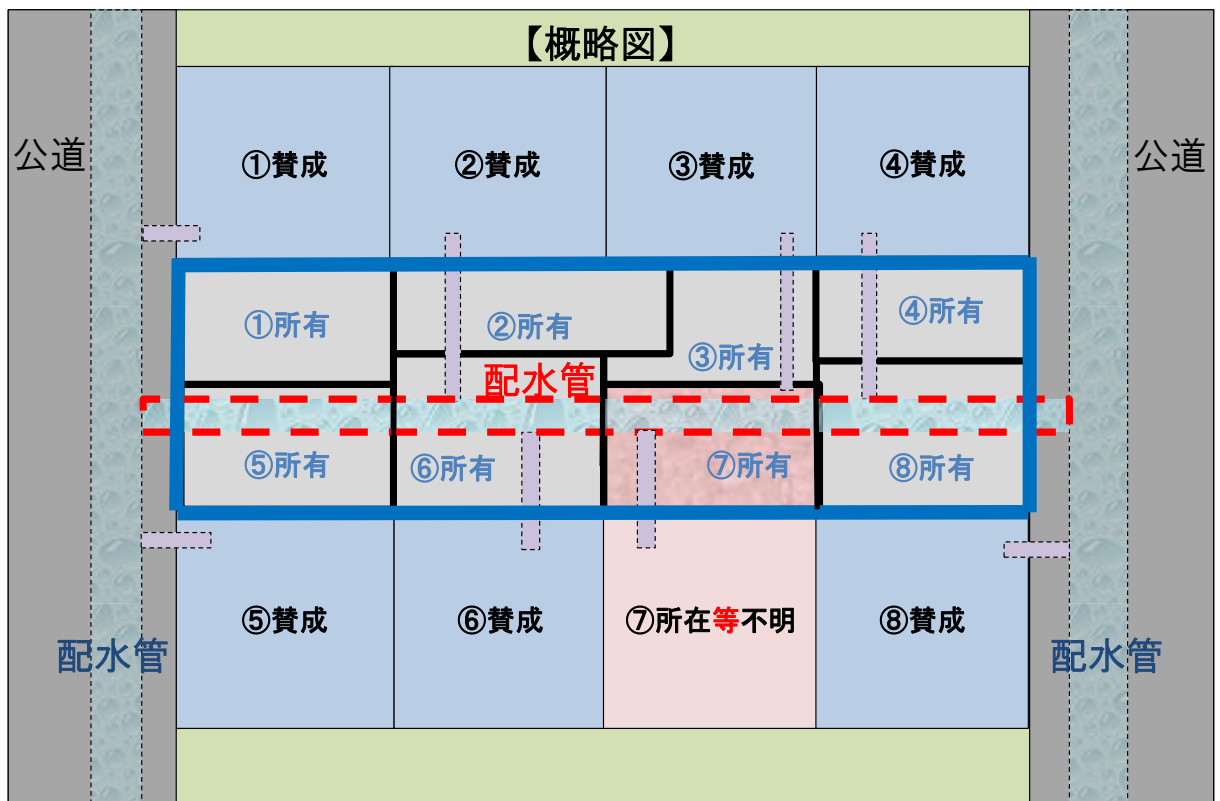 【概略図】
公道
公道
①賛成
②賛成
③賛成
④賛成
①所有
②所有
③所有
④所有
配水管
⑤所有
⑥所有
⑦所有
⑧所有
⑤賛成
⑥賛成
⑦所在等不明
⑧賛成
配水管
配水管